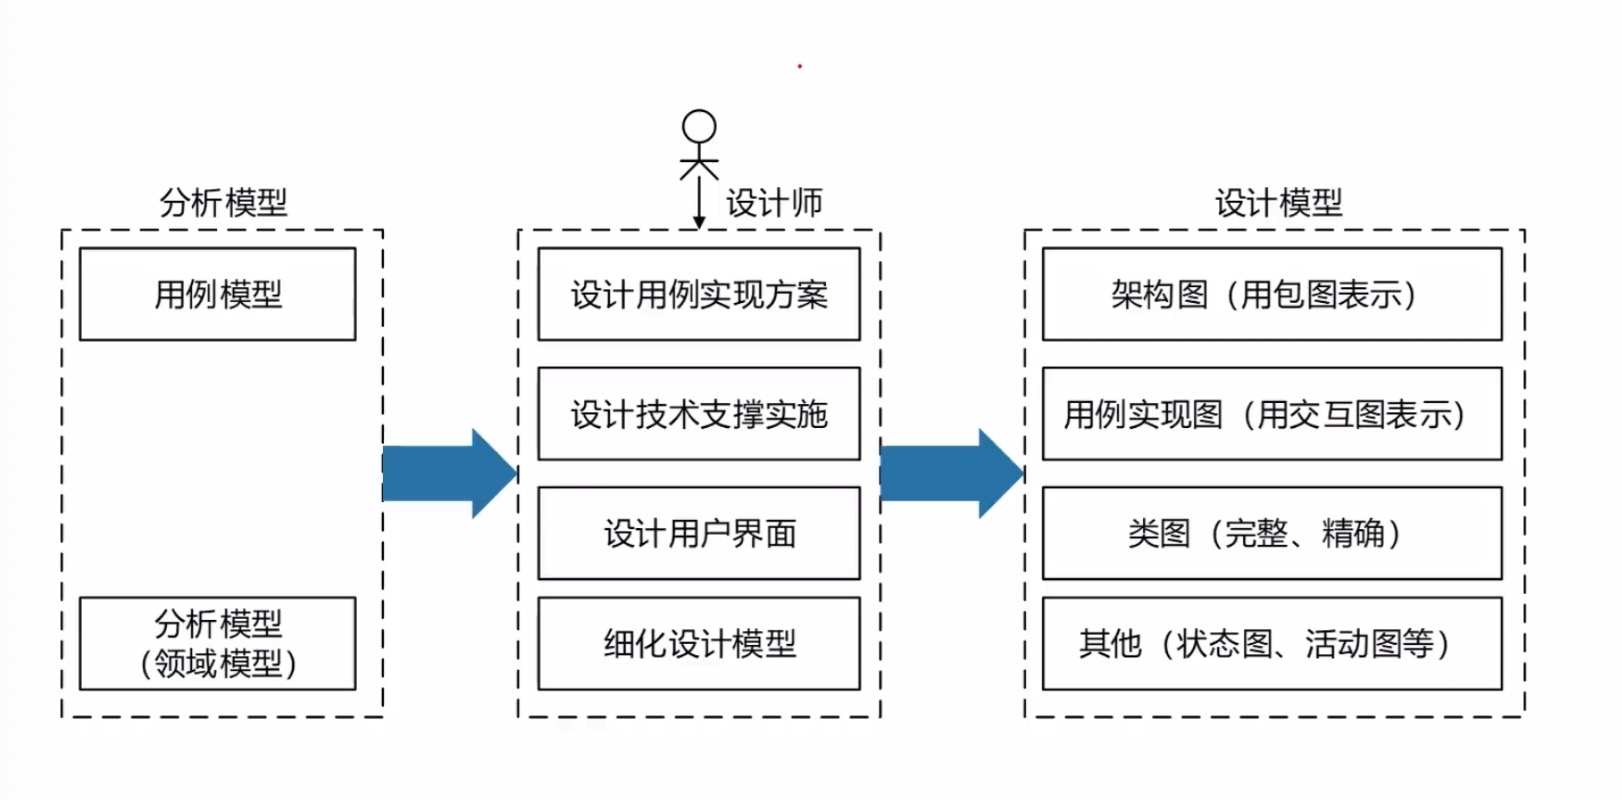 分析模型
用例模型
分析模型
（领域模型）
设计师
设计用例实现方案
设计技术支撑实施
设计用户界面
细化设计模型
设计模型
架构图（用包图表示）
用例实现图（用交互图表示）
类图（完整、精确）
其他（状态图、活动图等）